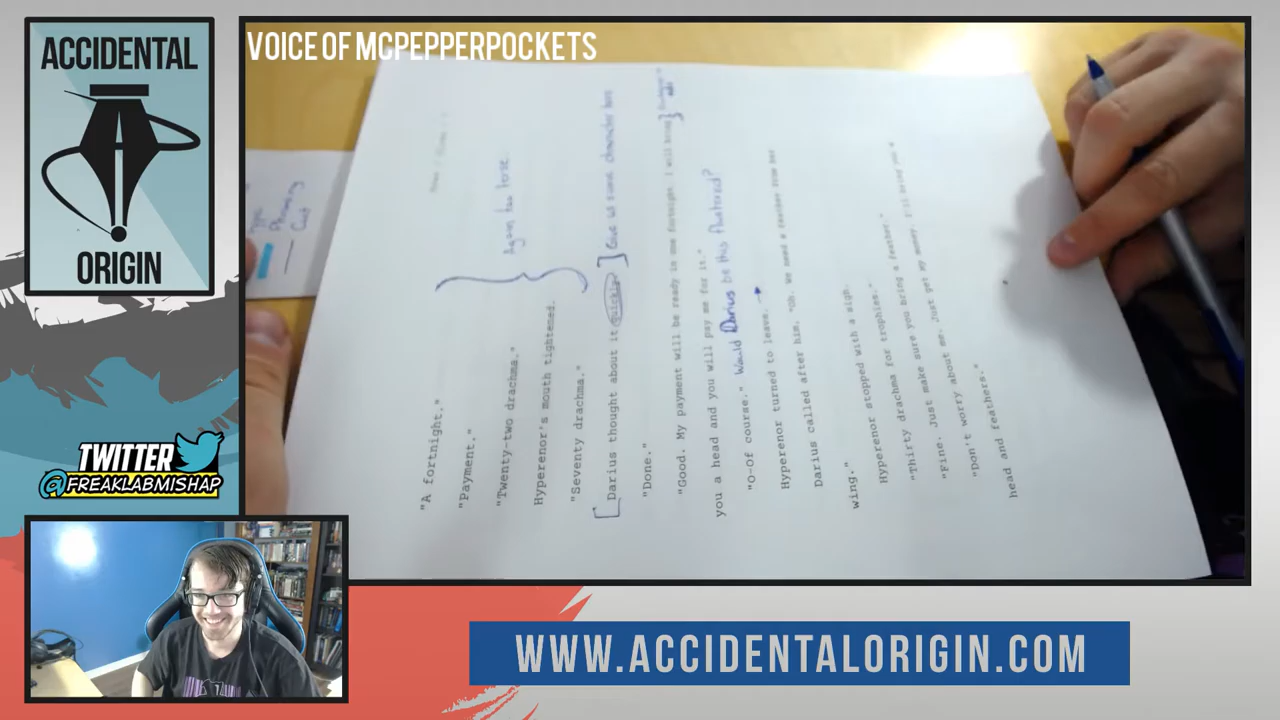 ACCIDENTAL
ORIGIN
VOICE OF MCPEPPERPOCKETS
Cut
"A fortnight."
"Payment."
"Twenty-two drachma."
Hyperenor's mouth tightened.
Again too terse.
"Seventy drachma."
Darius thought about it quickly. Give us some character here
"Done."
"Good. My payment will be ready in one fortnight. I will bring
you a head and you will pay me for it."
"O-Of course." Would Darius be this flustered?
Hyperenor turned to leave.
Darius called after him, "Oh. We need a feather from her
wing."
Hyperenor stopped with a sigh.
"Thirty drachma for trophies."
"Fine. Just make sure you bring a feather."
"Don't worry about me. Just get my money. I'll bring you a
head and feathers."
TWITTER
@FREAKLABMISHAP
WWW.ACCIDENTALORIGIN.COM